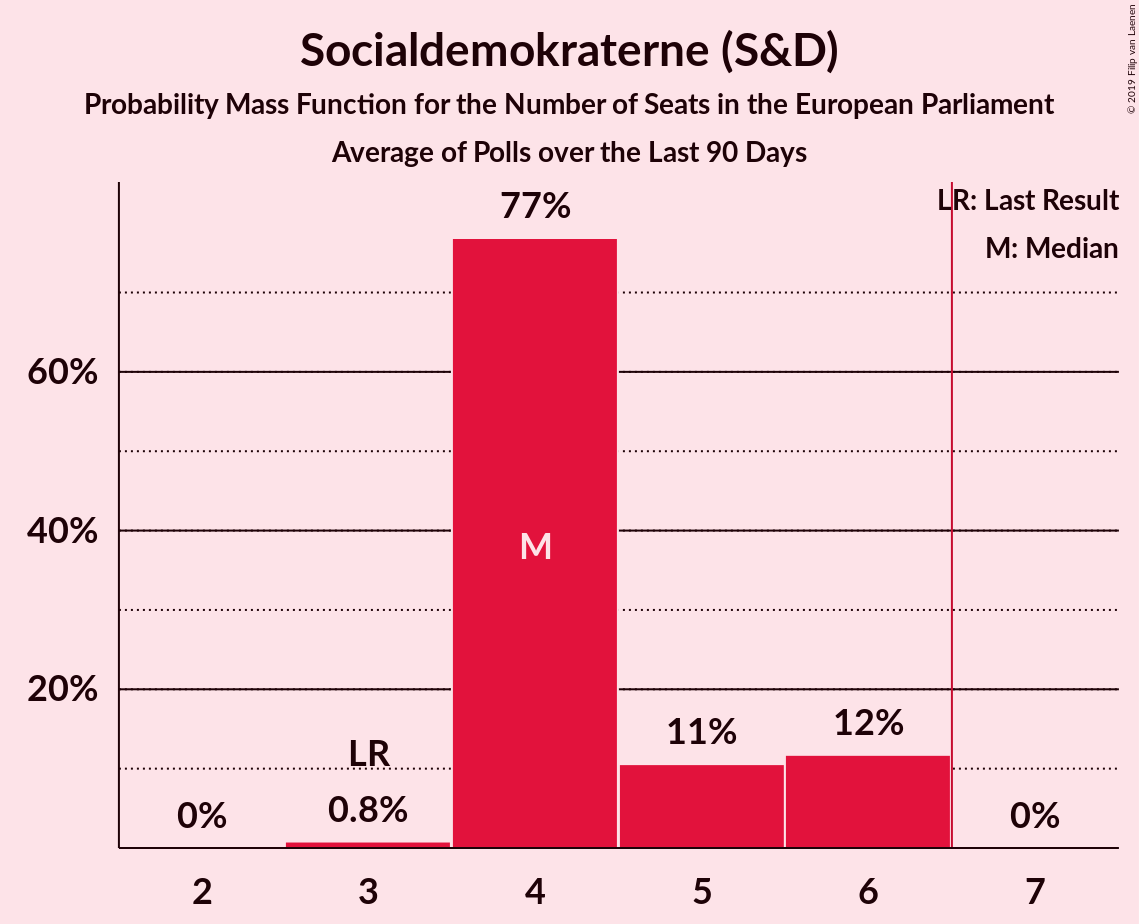 Socialdemokraterne (S&D)
Probability Mass Function for the Number of Seats in the European Parliament
Average of Polls over the Last 90 Days
© 2019 Filip van Laenen
LR: Last Result
M: Median
77%
60%
40%
20%
M
LR
0%
0.8%
11%
12%
0%
2 3 4 5 6 7